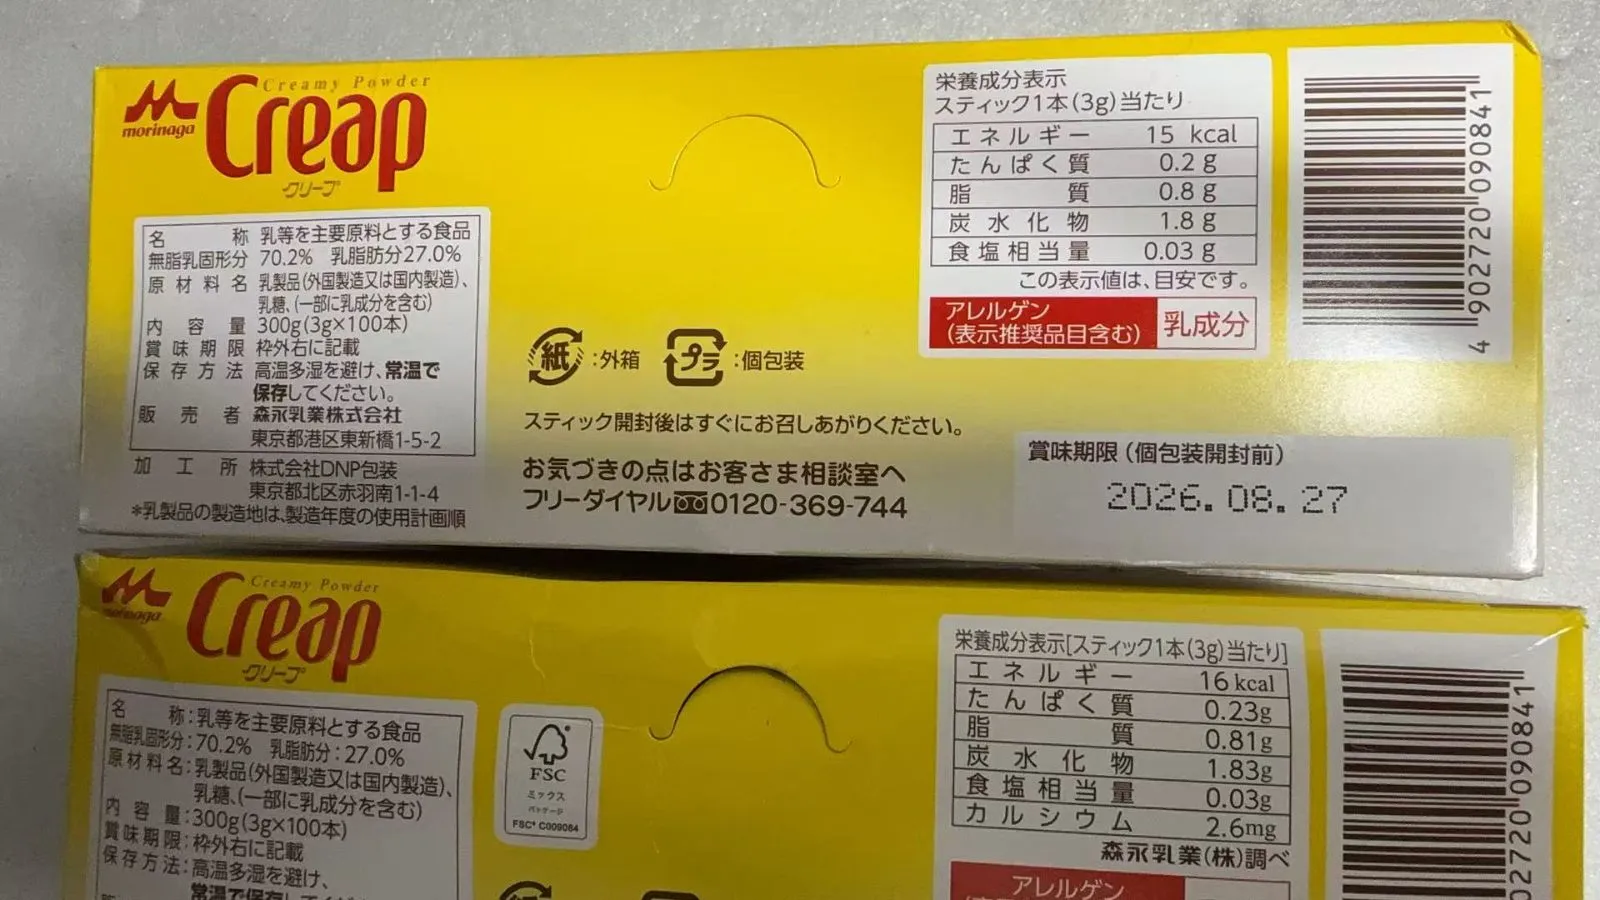 morinaga
Creamy Powder
Creap
クリープ
名称 乳等を主要原料とする食品
無脂乳固形分 70.2% 乳脂肪分27.0%
原材料名 乳製品(外国製造又は国内製造)、
乳糖、(一部に乳成分を含む)
内容量 300g(3g×100本)
賞味期限 枠外右に記載
保存方法 高温多湿を避け、常温で
保存してください。
販売者 森永乳業株式会社
東京都港区東新橋1-5-2
加工所 株式会社DNP包装
東京都北区赤羽南1-1-4
*乳製品の製造地は、製造年度の使用計画順
紙:外箱 プラ:個包装
スティック開封後はすぐにお召しあがりください。
お気づきの点はお客さま相談室へ
フリーダイヤル0120-369-744
栄養成分表示
スティック1本(3g)当たり
エネルギー 15 kcal
たんぱく質 0.2 g
脂質 0.8 g
炭水化物 1.8 g
食塩相当量 0.03 g
この表示値は、目安です。
アレルゲン
(表示推奨品目含む) 乳成分
4 902720 090841
賞味期限(個包装開封前)
2026.08.27
morinaga
Creamy Powder
Creap
クリープ
名称:乳等を主要原料とする食品
無脂乳固形分:70.2% 乳脂肪分:27.0%
原材料名:乳製品(外国製造又は国内製造)、
乳糖、(一部に乳成分を含む)
内容量:300g(3g×100本)
賞味期限:枠外右に記載
保存方法:高温多湿を避け、
FSC
ミックス
パッケージ
FSC® C009084
栄養成分表示[スティック1本(3g)当たり]
エネルギー 16 kcal
たんぱく質 0.23g
脂質 0.81g
炭水化物 1.83g
食塩相当量 0.03g
カルシウム 2.6mg
森永乳業(株)調べ
アレルゲン
02720 090841